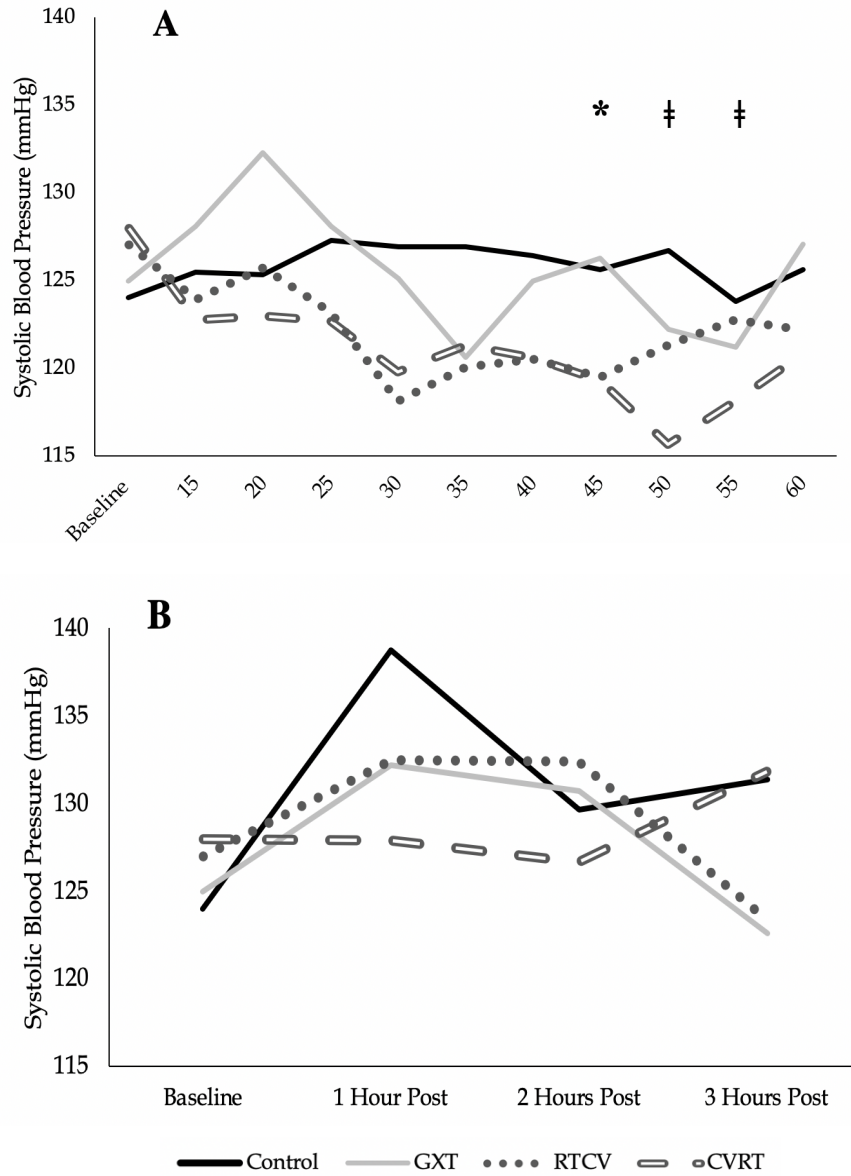 A
Systolic Blood Pressure (mmHg)
140
135
130
125
120
115
* ‡ ‡
Baseline 15 20 25 30 35 40 45 50 55 60
B
Systolic Blood Pressure (mmHg)
140
135
130
125
120
115
Baseline 1 Hour Post 2 Hours Post 3 Hours Post
Control GXT RTCV CVRT